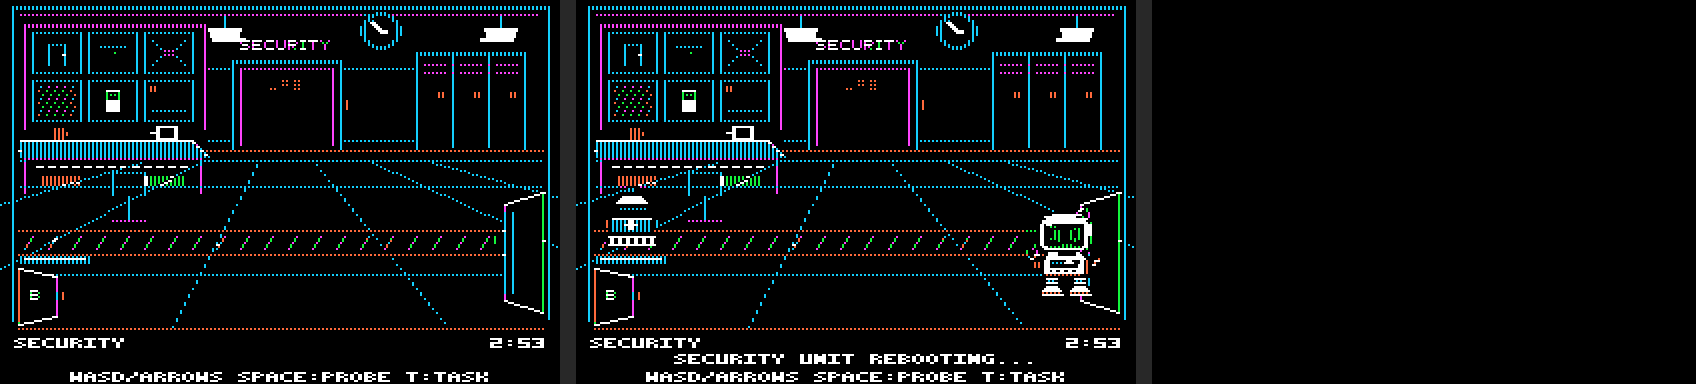 SECURITY
B
SECURITY 2:53
WASD/ARROWS SPACE:PROBE T:TASK
SECURITY
B
SECURITY 2:53
SECURITY UNIT REBOOTING...
WASD/ARROWS SPACE:PROBE T:TASK